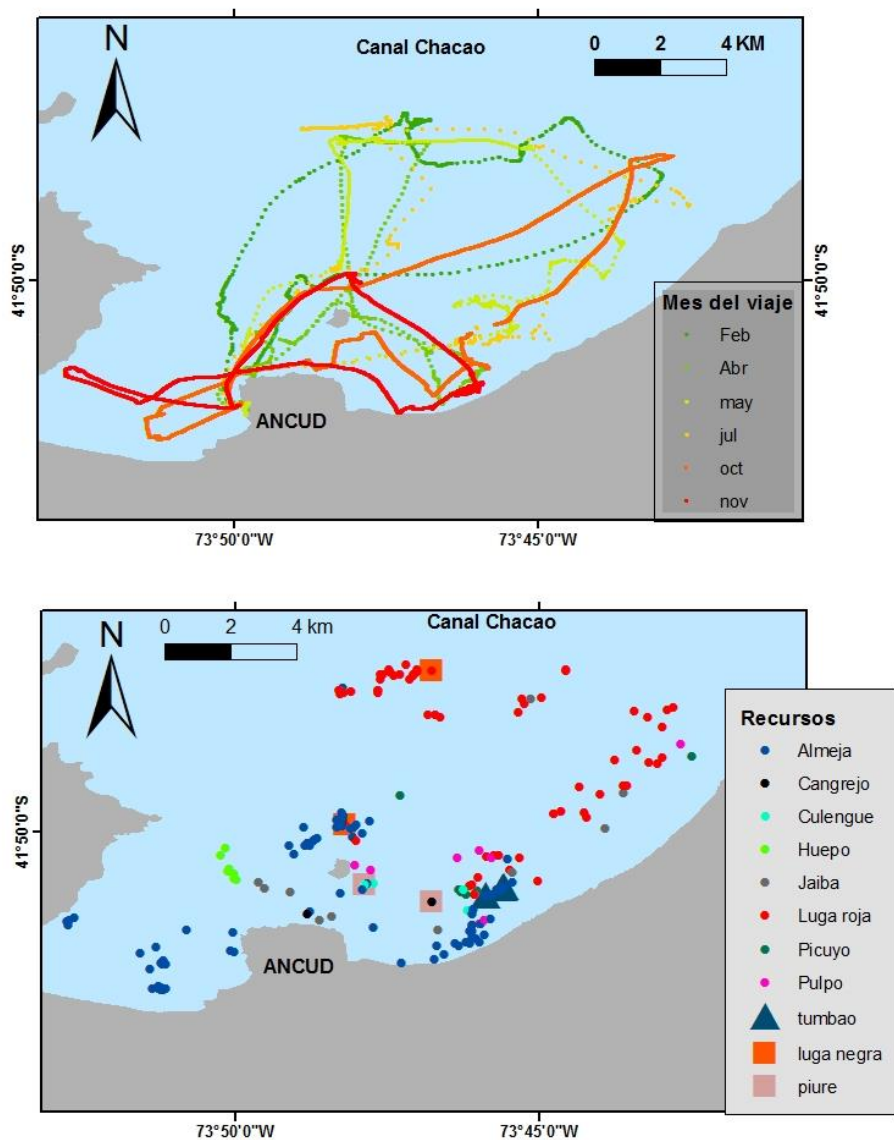 N
Canal Chacao
0 2 4 KM
41°50'0"S
41°50'0"S
ANCUD
Mes del viaje
Feb
Abr
may
jul
oct
nov
73°50'0"W
73°45'0"W
N
0 2 4 km
Canal Chacao
41°50'0"S
ANCUD
Recursos
Almeja
Cangrejo
Culengue
Huepo
Jaiba
Luga roja
Picuyo
Pulpo
tumbao
luga negra
piure
73°50'0"W
73°45'0"W